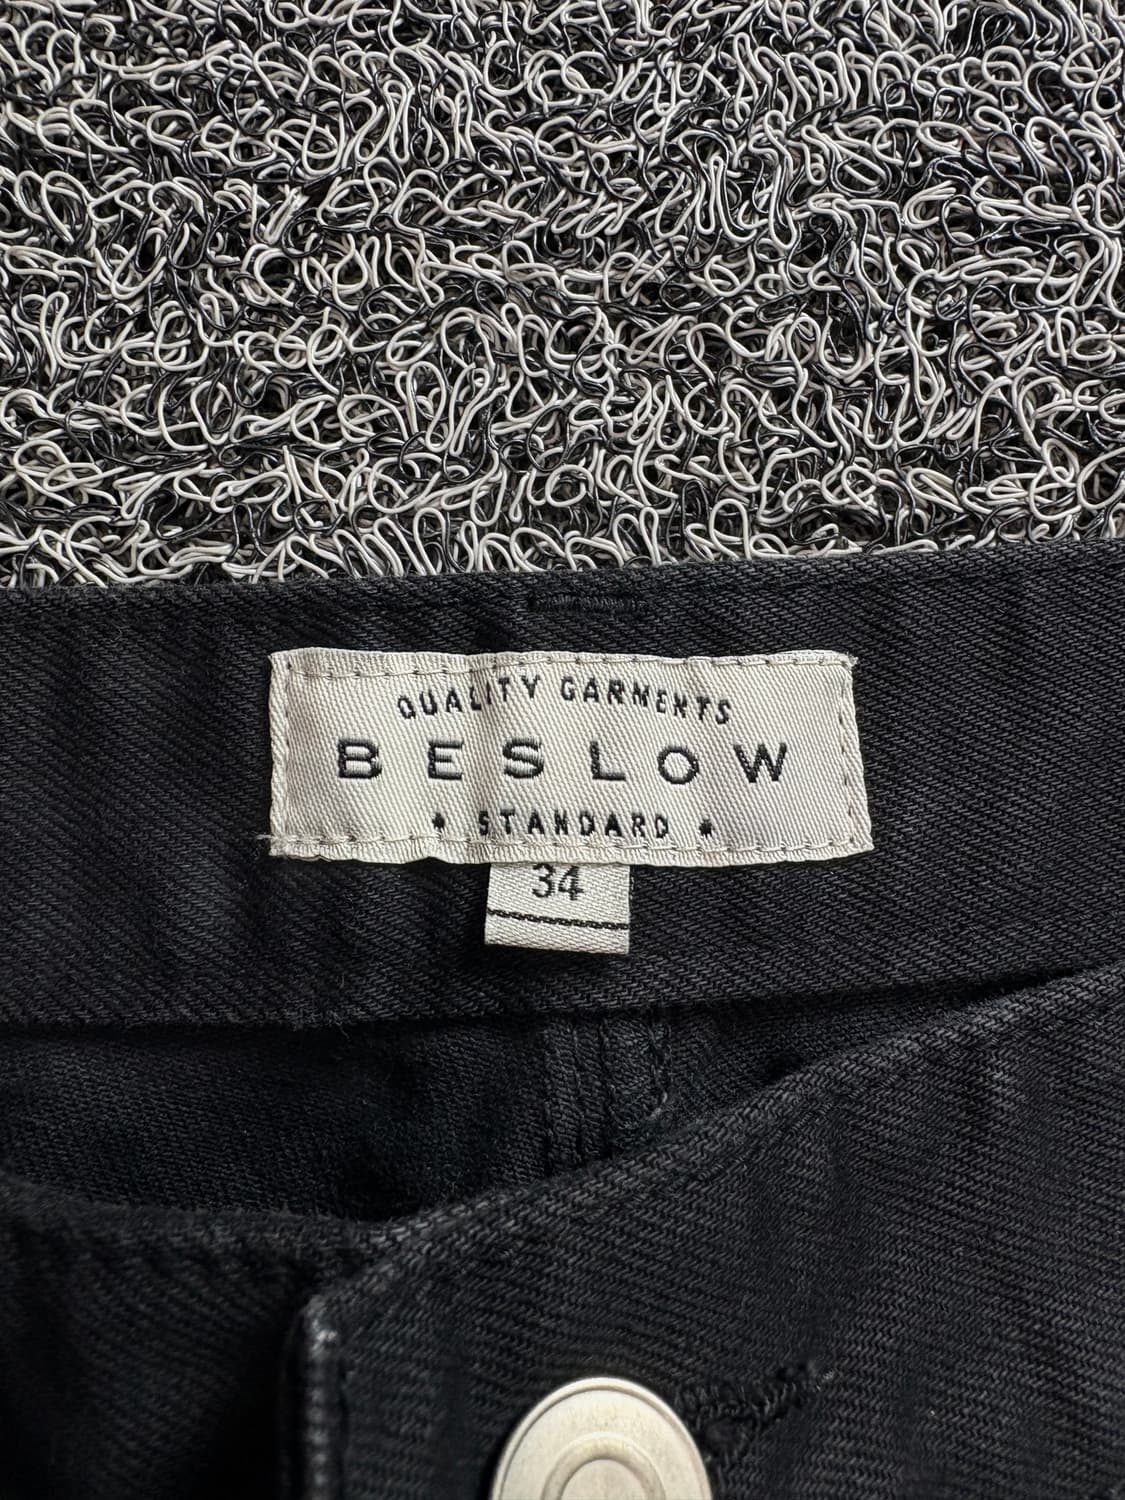 QUALITY GARMENTS
BESLOW
* STANDARD *
34